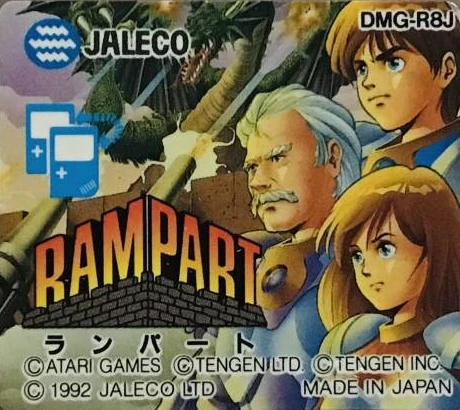 JALECO
DMG-R8J
RAMPART
ランパート
©ATARI GAMES ©TENGEN LTD. ©TENGEN INC.
© 1992 JALECO LTD MADE IN JAPAN